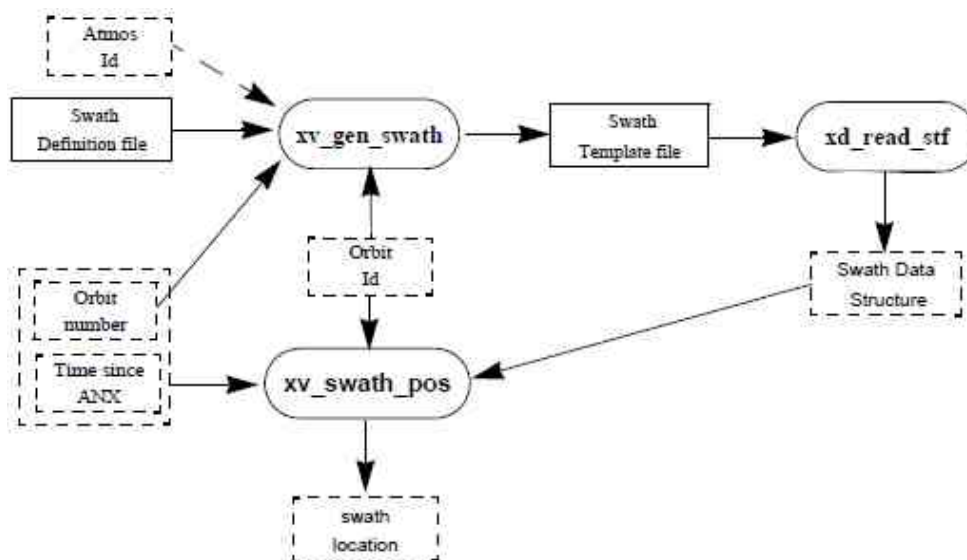 Atmos
Id
Swath
Definition file
xv_gen_swath
Swath
Template file
xd_read_stf
Orbit
Id
Swath Data
Structure
Orbit
number
Time since
ANX
xv_swath_pos
swath
location